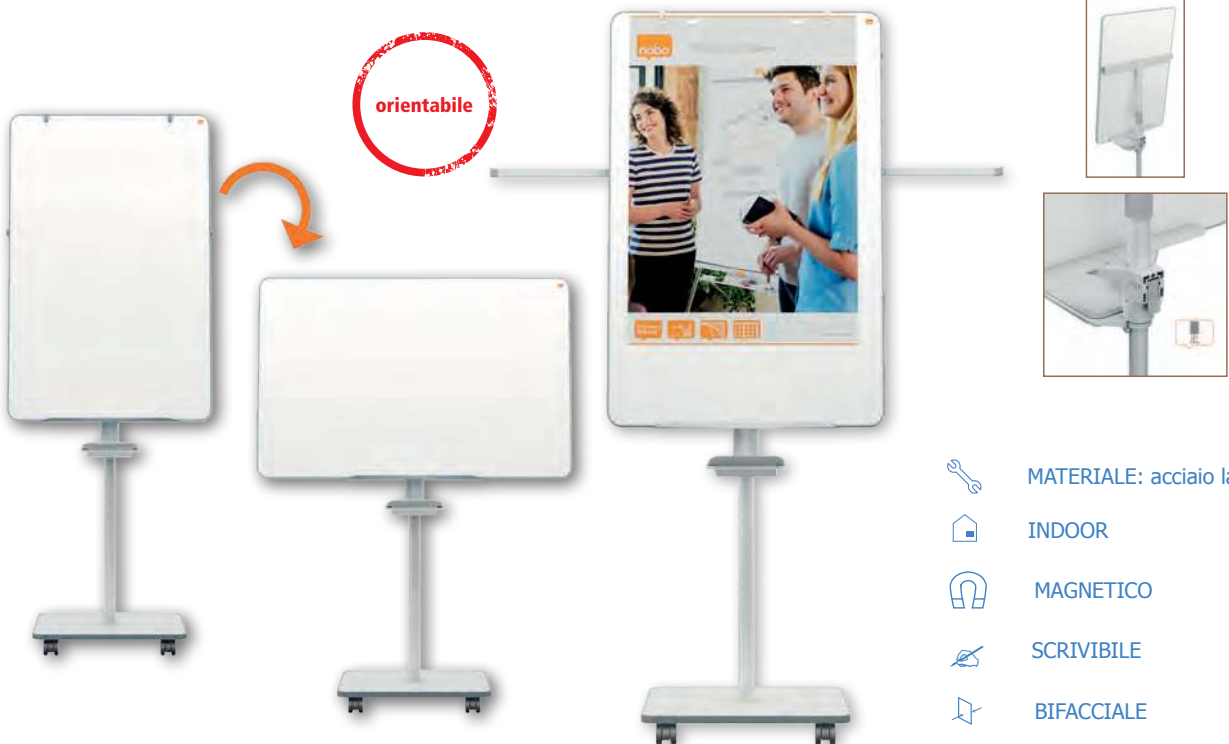 orientabile
nobo
MATERIALE: acciaio la
INDOOR
MAGNETICO
SCRIVIBILE
BIFACCIALE